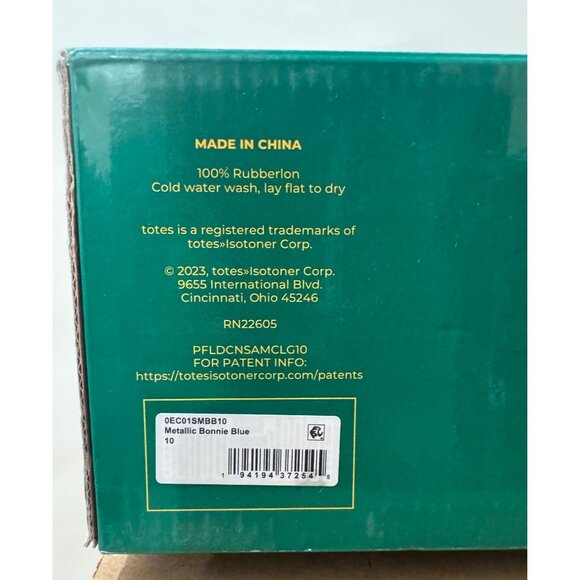 MADE IN CHINA
100% Rubberlon
Cold water wash, lay flat to dry
totes is a registered trademarks of
totes»Isotoner Corp.
© 2023, totes»Isotoner Corp.
9655 International Blvd.
Cincinnati, Ohio 45246
RN22605
PFLDCNSAMCLG10
FOR PATENT INFO:
https://totesisotonercorp.com/patents
0EC01SMBB10
Metallic Bonnie Blue
10
1 94194 37254 5